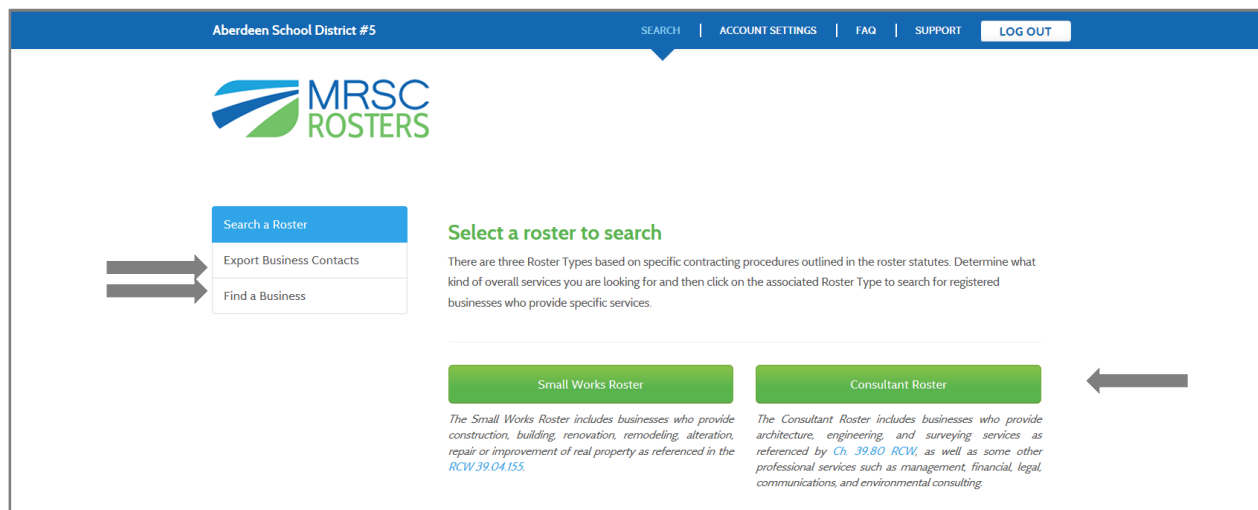 Aberdeen School District #5
SEARCH
ACCOUNT SETTINGS
FAQ
SUPPORT
LOG OUT
MRSC
ROSTERS
Search a Roster
Export Business Contacts
Find a Business
Select a roster to search
There are three Roster Types based on specific contracting procedures outlined in the roster statutes. Determine what
kind of overall services you are looking for and then click on the associated Roster Type to search for registered
businesses who provide specific services.
Small Works Roster
The Small Works Roster includes businesses who provide
construction, building, renovation, remodeling, alteration,
repair or improvement of real property as referenced in the
RCW 39.04.155.
Consultant Roster
The Consultant Roster includes businesses who provide
architecture, engineering, and surveying services as
referenced by Ch. 39.80 RCW, as well as some other
professional services such as management, financial, legal,
communications, and environmental consulting.